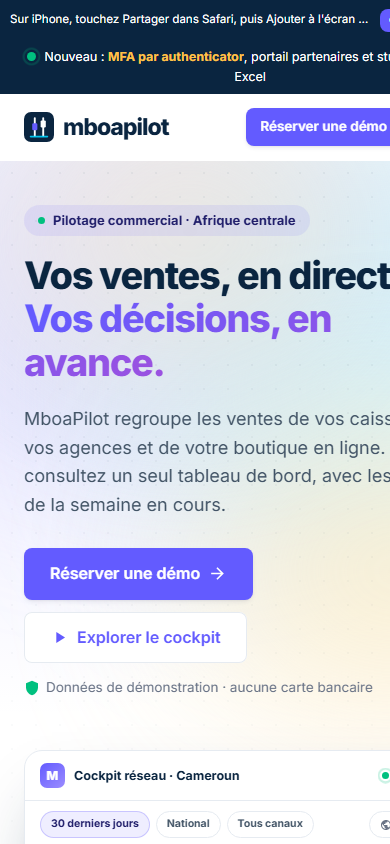 Sur iPhone, touchez Partager dans Safari, puis Ajouter à l'écran ...
Nouveau : MFA par authenticator, portail partenaires et
Excel
mboapilot
Réserver une démo
Pilotage commercial · Afrique centrale
Vos ventes, en direct
Vos décisions, en
avance.
MboaPilot regroupe les ventes de vos
vos agences et de votre boutique en ligne.
consultez un seul tableau de bord, avec les
de la semaine en cours.
Réserver une démo →
Explorer le cockpit
Données de démonstration · aucune carte bancaire
M Cockpit réseau · Cameroun
30 derniers jours National Tous canaux